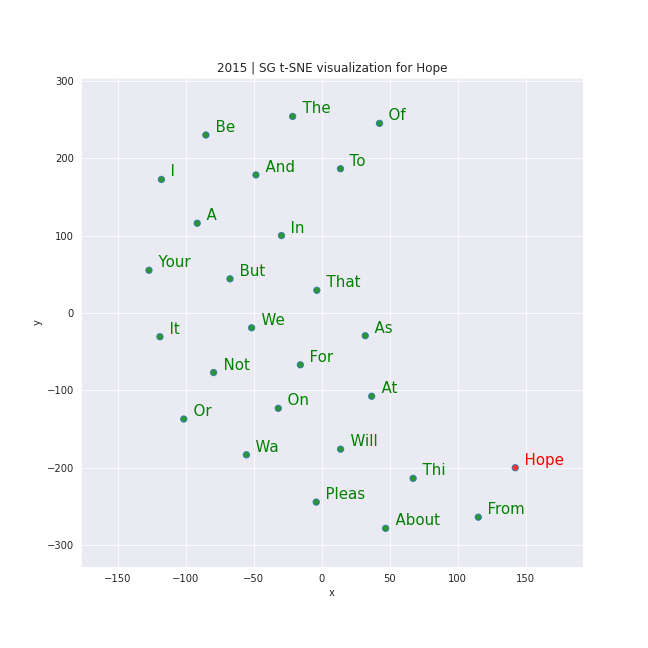 2015 | SG t-SNE visualization for Hope
300
200
100
0
−100
−200
−300
y
The
Of
Be
To
And
I
A
In
Your
But
That
We
As
It
For
Not
At
On
Or
Will
Wa
Hope
Thi
Pleas
From
About
−150
−100
−50
0
50
100
150
x